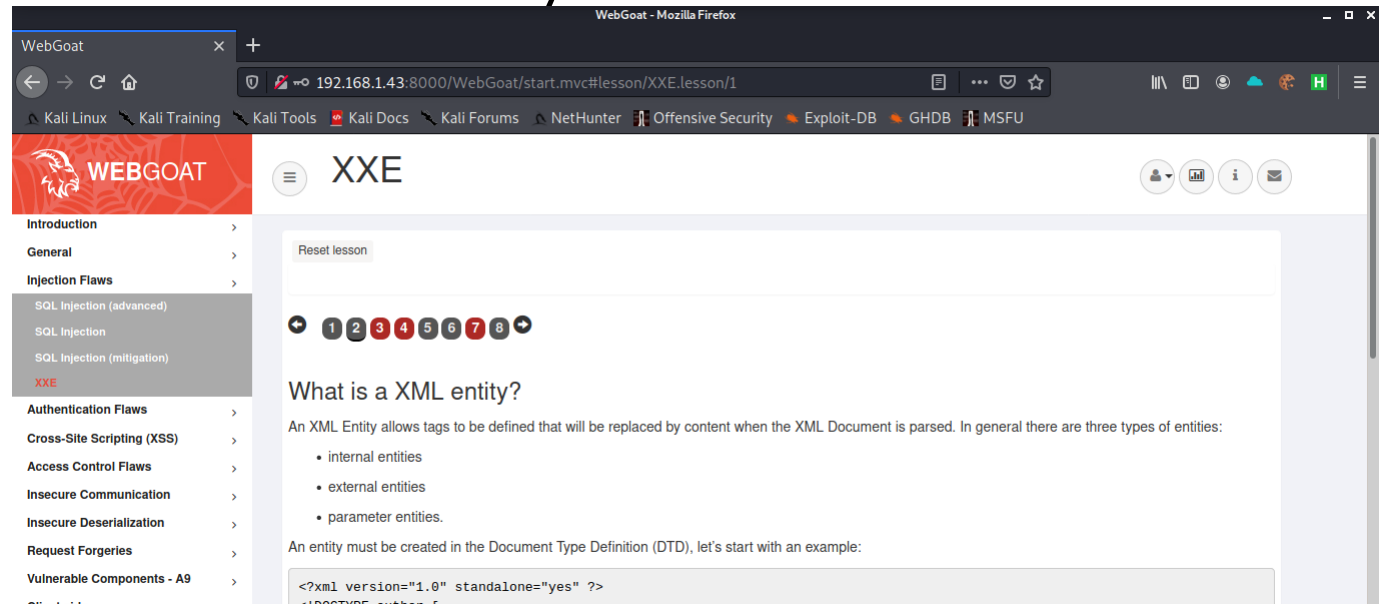 WebGoat - Mozilla Firefox
WebGoat
192.168.1.43:8000/WebGoat/start.mvc#lesson/XXE.lesson/1
Kali Linux Kali Training Kali Tools Kali Docs Kali Forums NetHunter Offensive Security Exploit-DB GHDB MSFU
WEBGOAT
XXE
Introduction
General
Injection Flaws
SQL Injection (advanced)
SQL Injection
SQL Injection (mitigation)
XXE
Authentication Flaws
Cross-Site Scripting (XSS)
Access Control Flaws
Insecure Communication
Insecure Deserialization
Request Forgeries
Vulnerable Components - A9
Reset lesson
1 2 3 4 5 6 7 8
What is a XML entity?
An XML Entity allows tags to be defined that will be replaced by content when the XML Document is parsed. In general there are three types of entities:
• internal entities
• external entities
• parameter entities.
An entity must be created in the Document Type Definition (DTD), let's start with an example:
<?xml version="1.0" standalone="yes" ?>